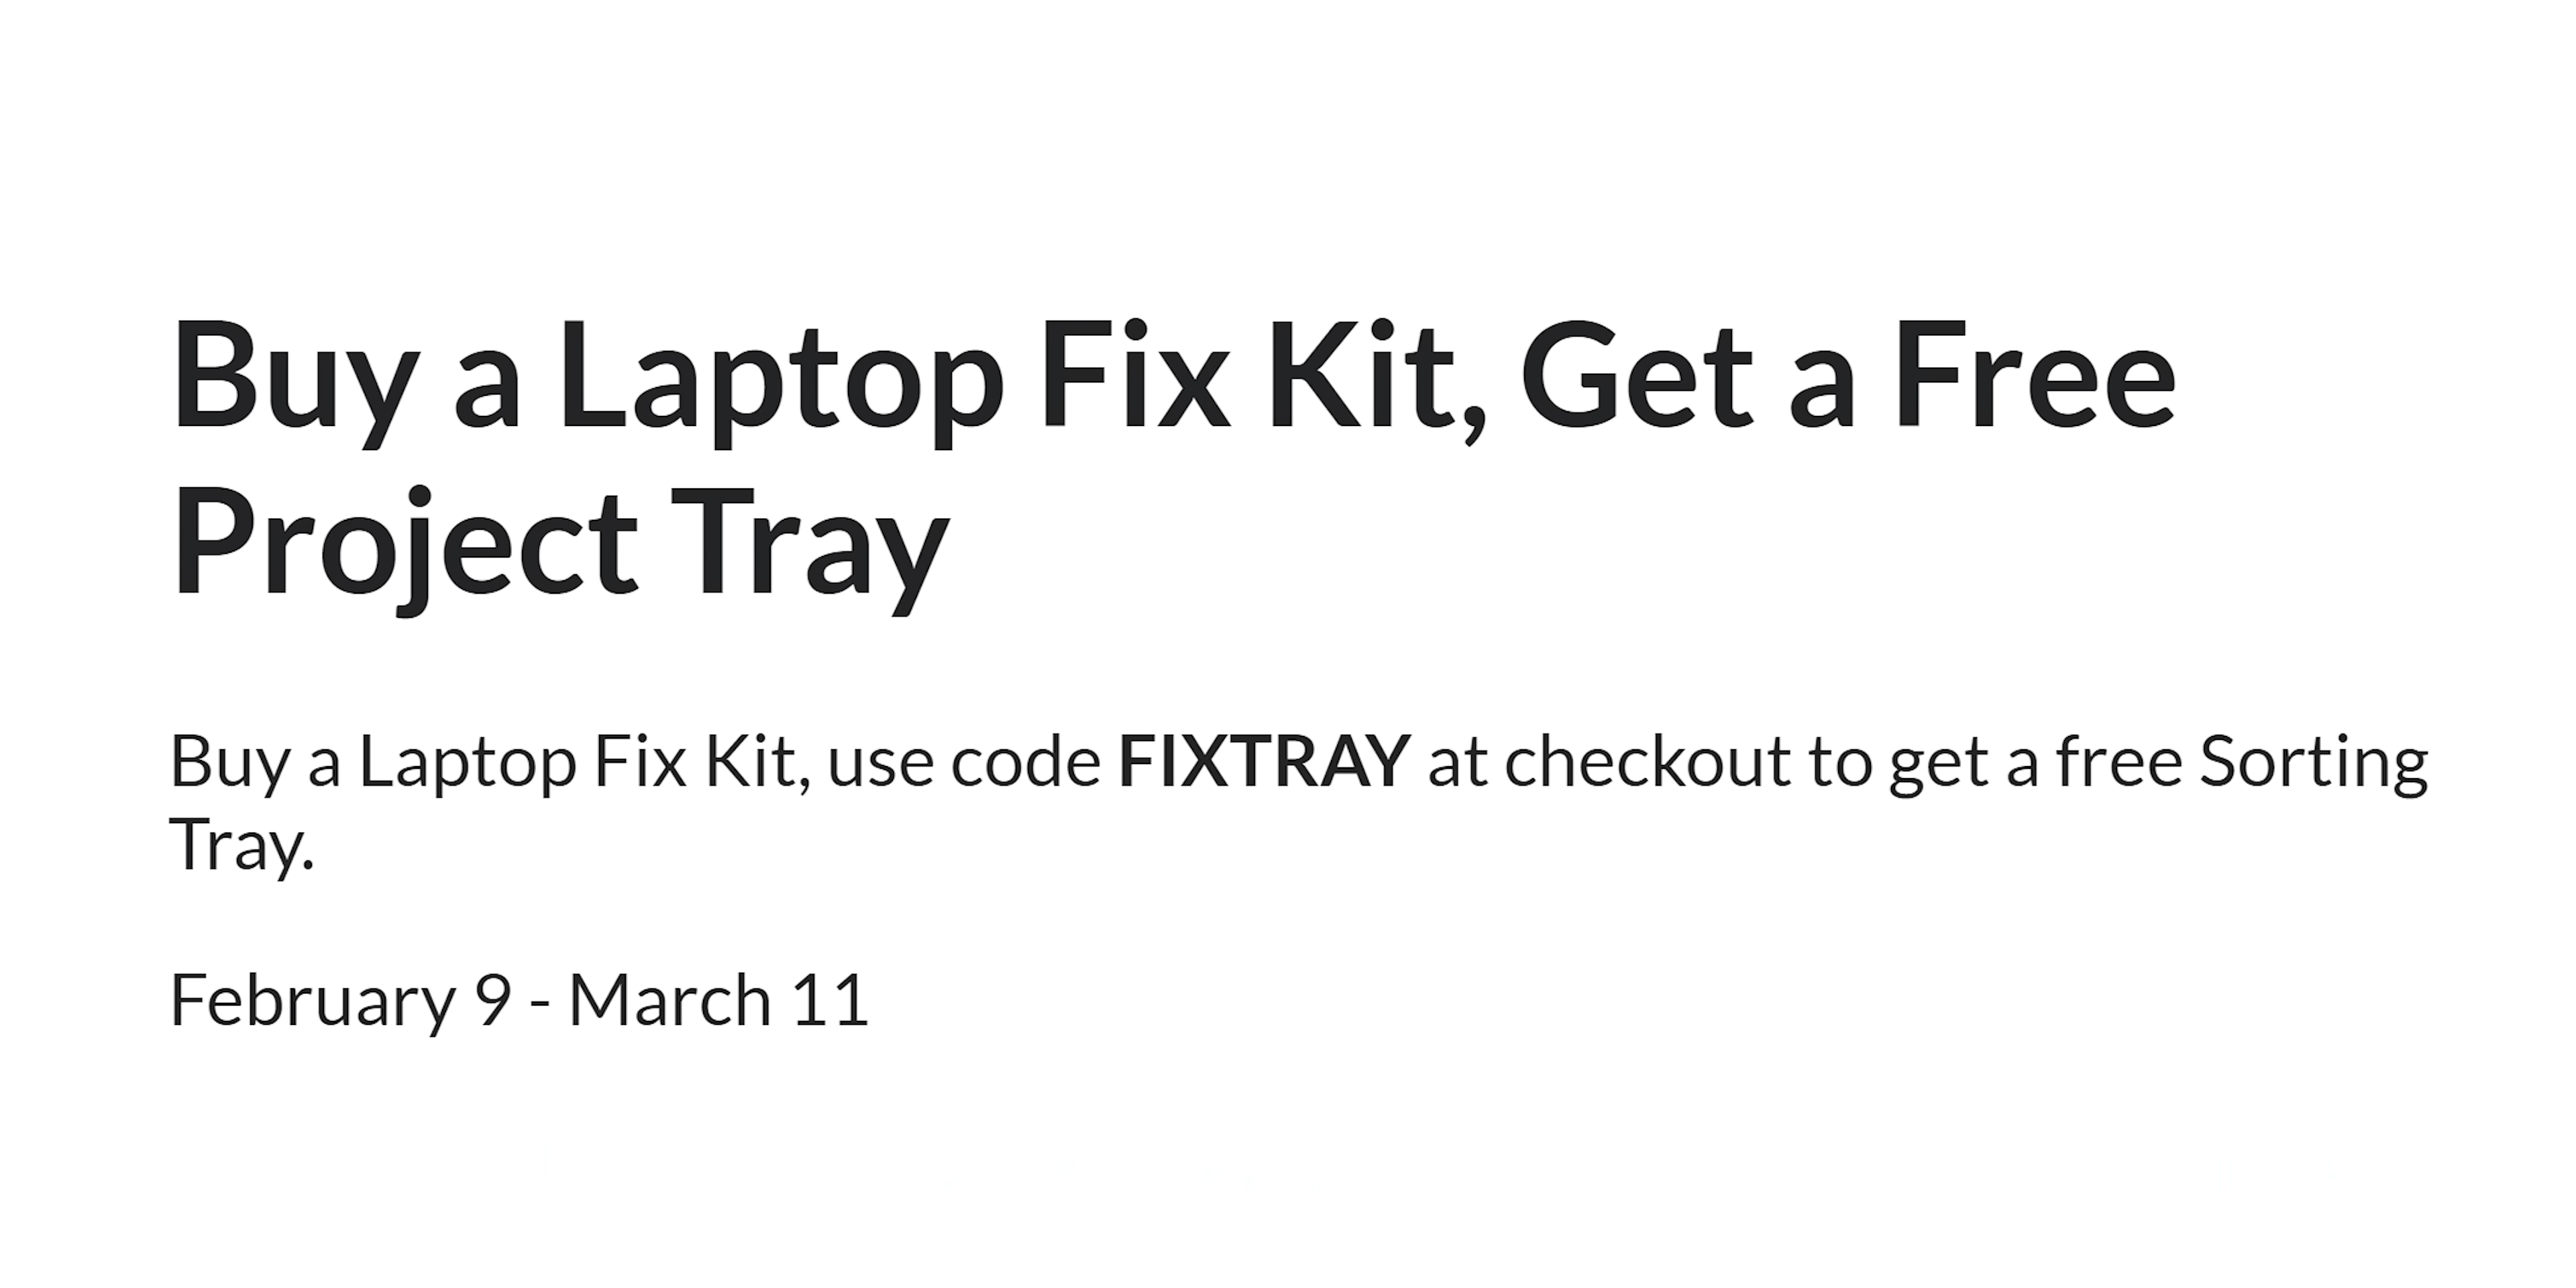 Buy a Laptop Fix Kit, Get a Free
Project Tray
Buy a Laptop Fix Kit, use code FIXTRAY at checkout to get a free Sorting
Tray.
February 9 - March 11